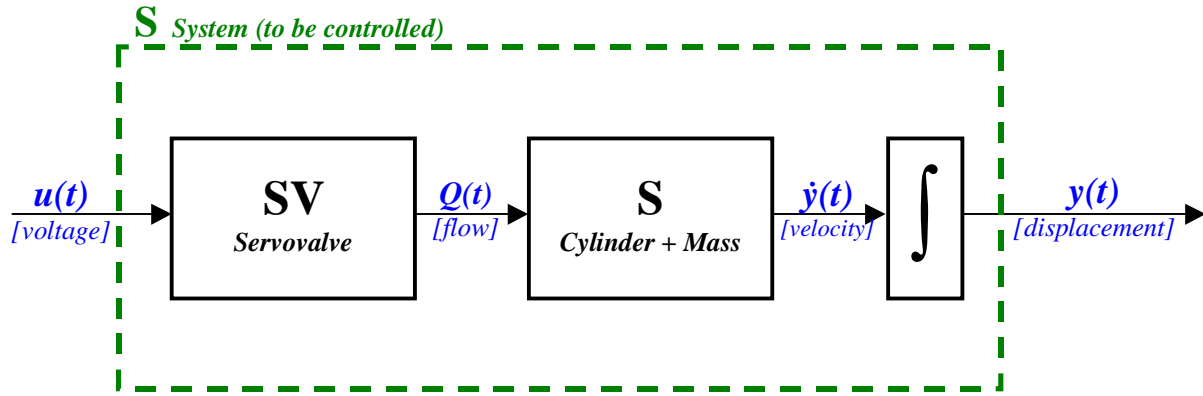 S System (to be controlled)
u(t)
[voltage]
SV
Servovalve
Q(t)
[flow]
S
Cylinder + Mass
ẏ(t)
[velocity]
∫
y(t)
[displacement]